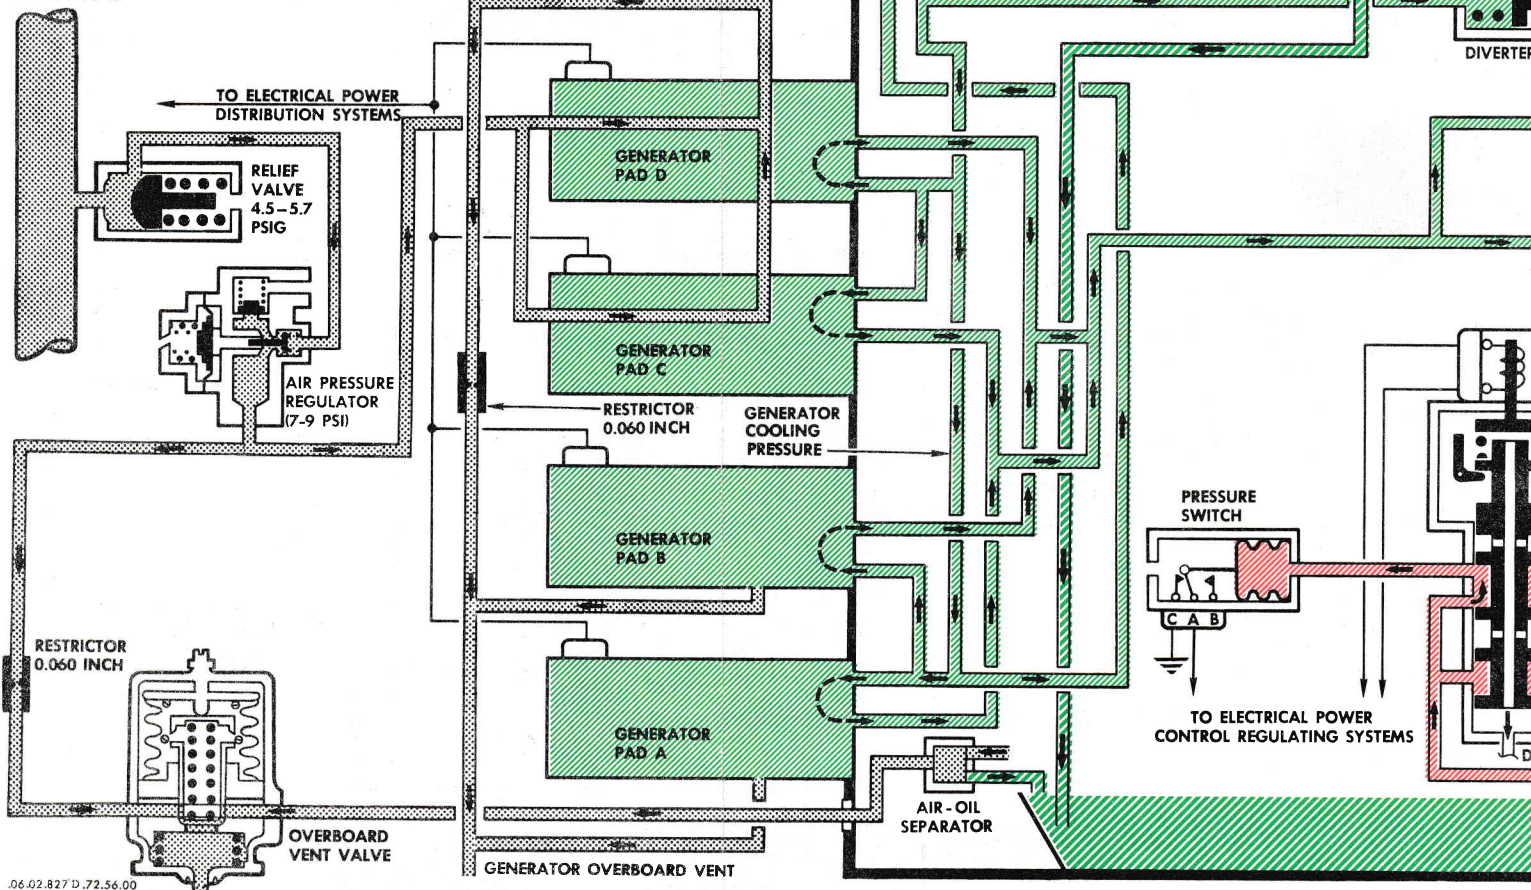 DIVERTER
TO ELECTRICAL POWER
DISTRIBUTION SYSTEMS
GENERATOR
PAD D
RELIEF
VALVE
4.5–5.7
PSIG
GENERATOR
PAD C
AIR PRESSURE
REGULATOR
(7-9 PSI)
RESTRICTOR
0.060 INCH
GENERATOR
COOLING
PRESSURE
PRESSURE
SWITCH
GENERATOR
PAD B
C A B
RESTRICTOR
0.060 INCH
TO ELECTRICAL POWER
CONTROL REGULATING SYSTEMS
GENERATOR
PAD A
D
AIR-OIL
SEPARATOR
OVERBOARD
VENT VALVE
GENERATOR OVERBOARD VENT
.06.02.827 D.72.56.00